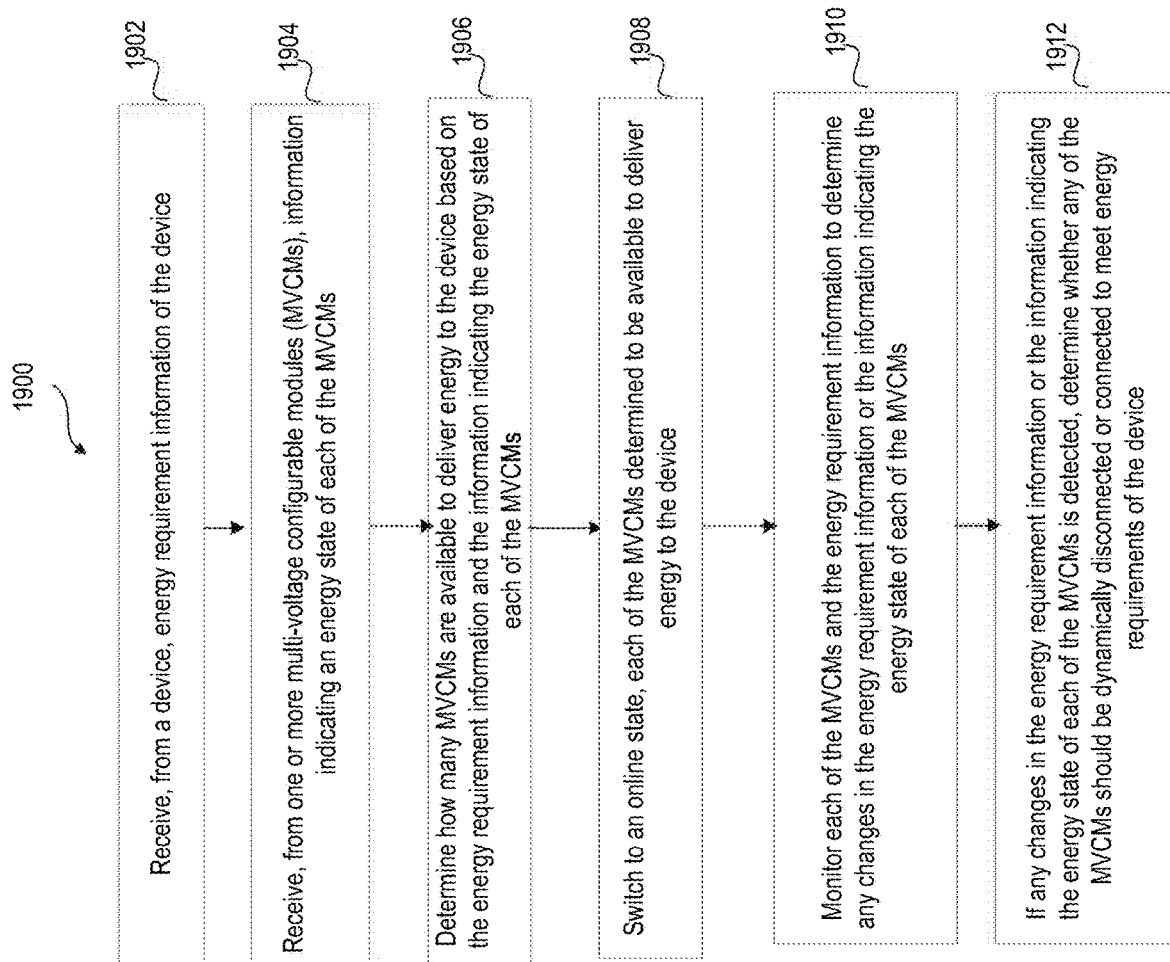 1900
1902
Receive, from a device, energy requirement information of the device
1904
Receive, from one or more multi-voltage configurable modules (MVCMs), information
indicating an energy state of each of the MVCMs
1906
Determine how many MVCMs are available to deliver energy to the device based on
the energy requirement information and the information indicating the energy state of
each of the MVCMs
1908
Switch to an online state, each of the MVCMs determined to be available to deliver
energy to the device
1910
Monitor each of the MVCMs and the energy requirement information to determine
any changes in the energy requirement information or the information indicating the
energy state of each of the MVCMs
1912
If any changes in the energy requirement information or the information indicating
the energy state of each of the MVCMs is detected, determine whether any of the
MVCMs should be dynamically disconnected or connected to meet energy
requirements of the device